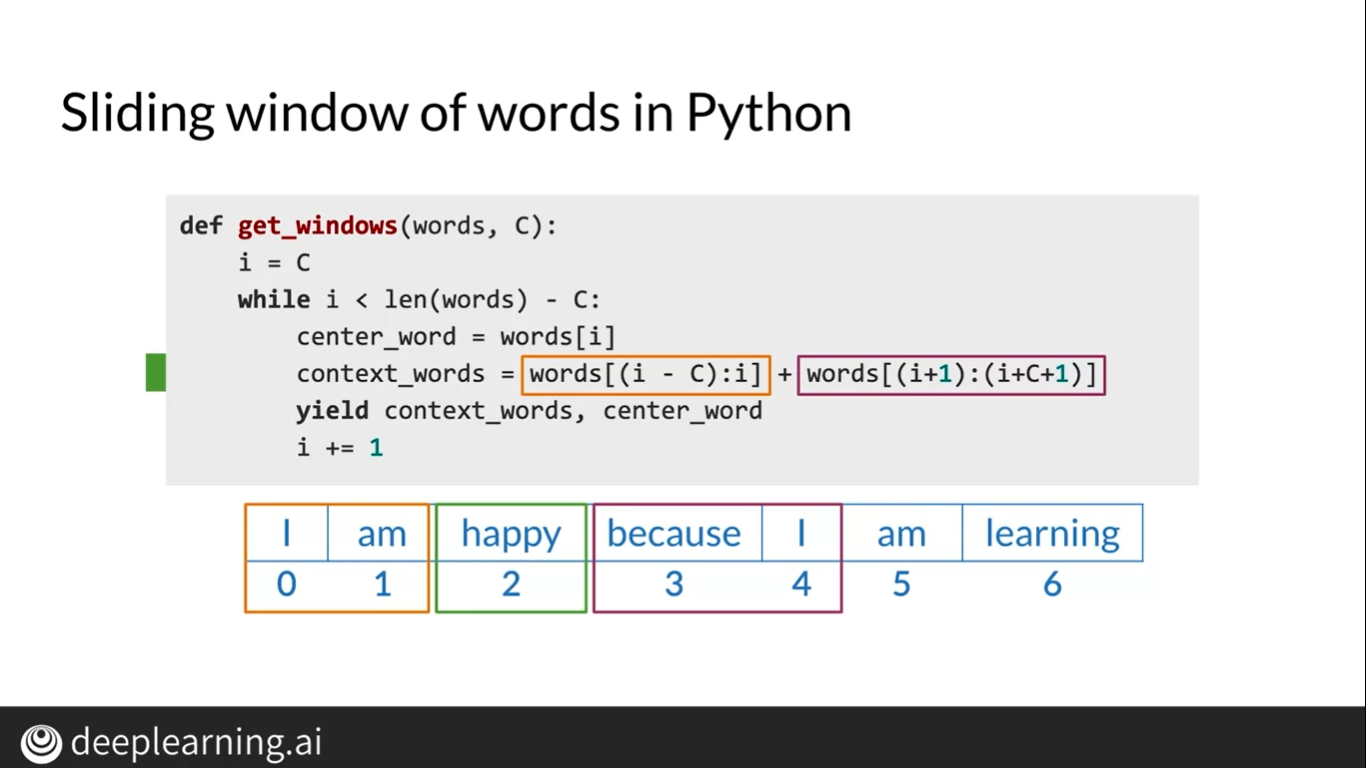 Sliding window of words in Python
def get_windows(words, C):
    i = C
    while i < len(words) - C:
        center_word = words[i]
        context_words = words[(i - C):i] + words[(i+1):(i+C+1)]
        yield context_words, center_word
        i += 1
I am happy because I am learning
0 1 2 3 4 5 6
deeplearning.ai